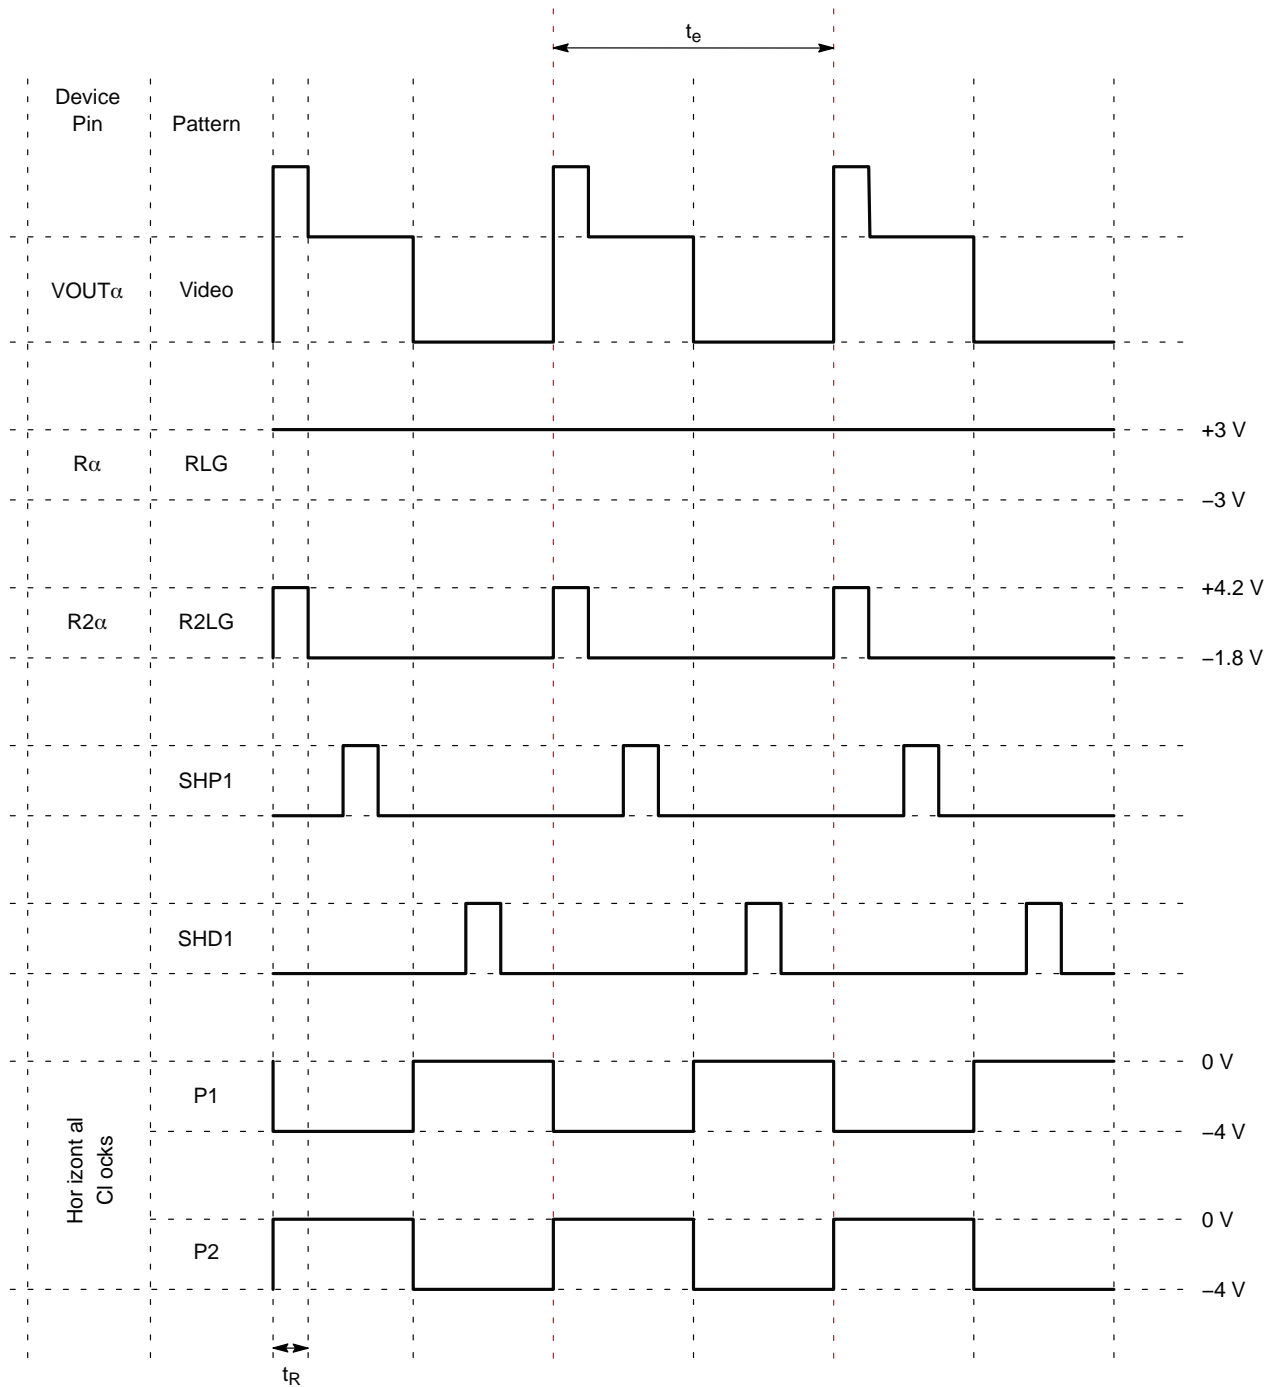 te
Device
Pin
Pattern
VOUTα
Video
+3 V
Rα
RLG
−3 V
+4.2 V
R2α
R2LG
−1.8 V
SHP1
SHD1
0 V
P1
−4 V
Hor izont al
Cl ocks
0 V
P2
−4 V
tR